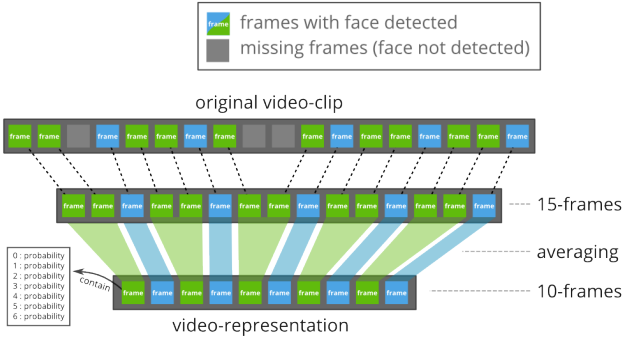 frame frames with face detected
missing frames (face not detected)
original video-clip
frame frame frame frame frame frame frame frame frame frame frame frame frame frame frame
frame frame frame frame frame frame frame frame frame frame frame frame frame frame frame
15-frames
averaging
0 : probability
1 : probability
2 : probability
3 : probability
4 : probability
5 : probability
6 : probability
contain
frame frame frame frame frame frame frame frame frame frame
10-frames
video-representation